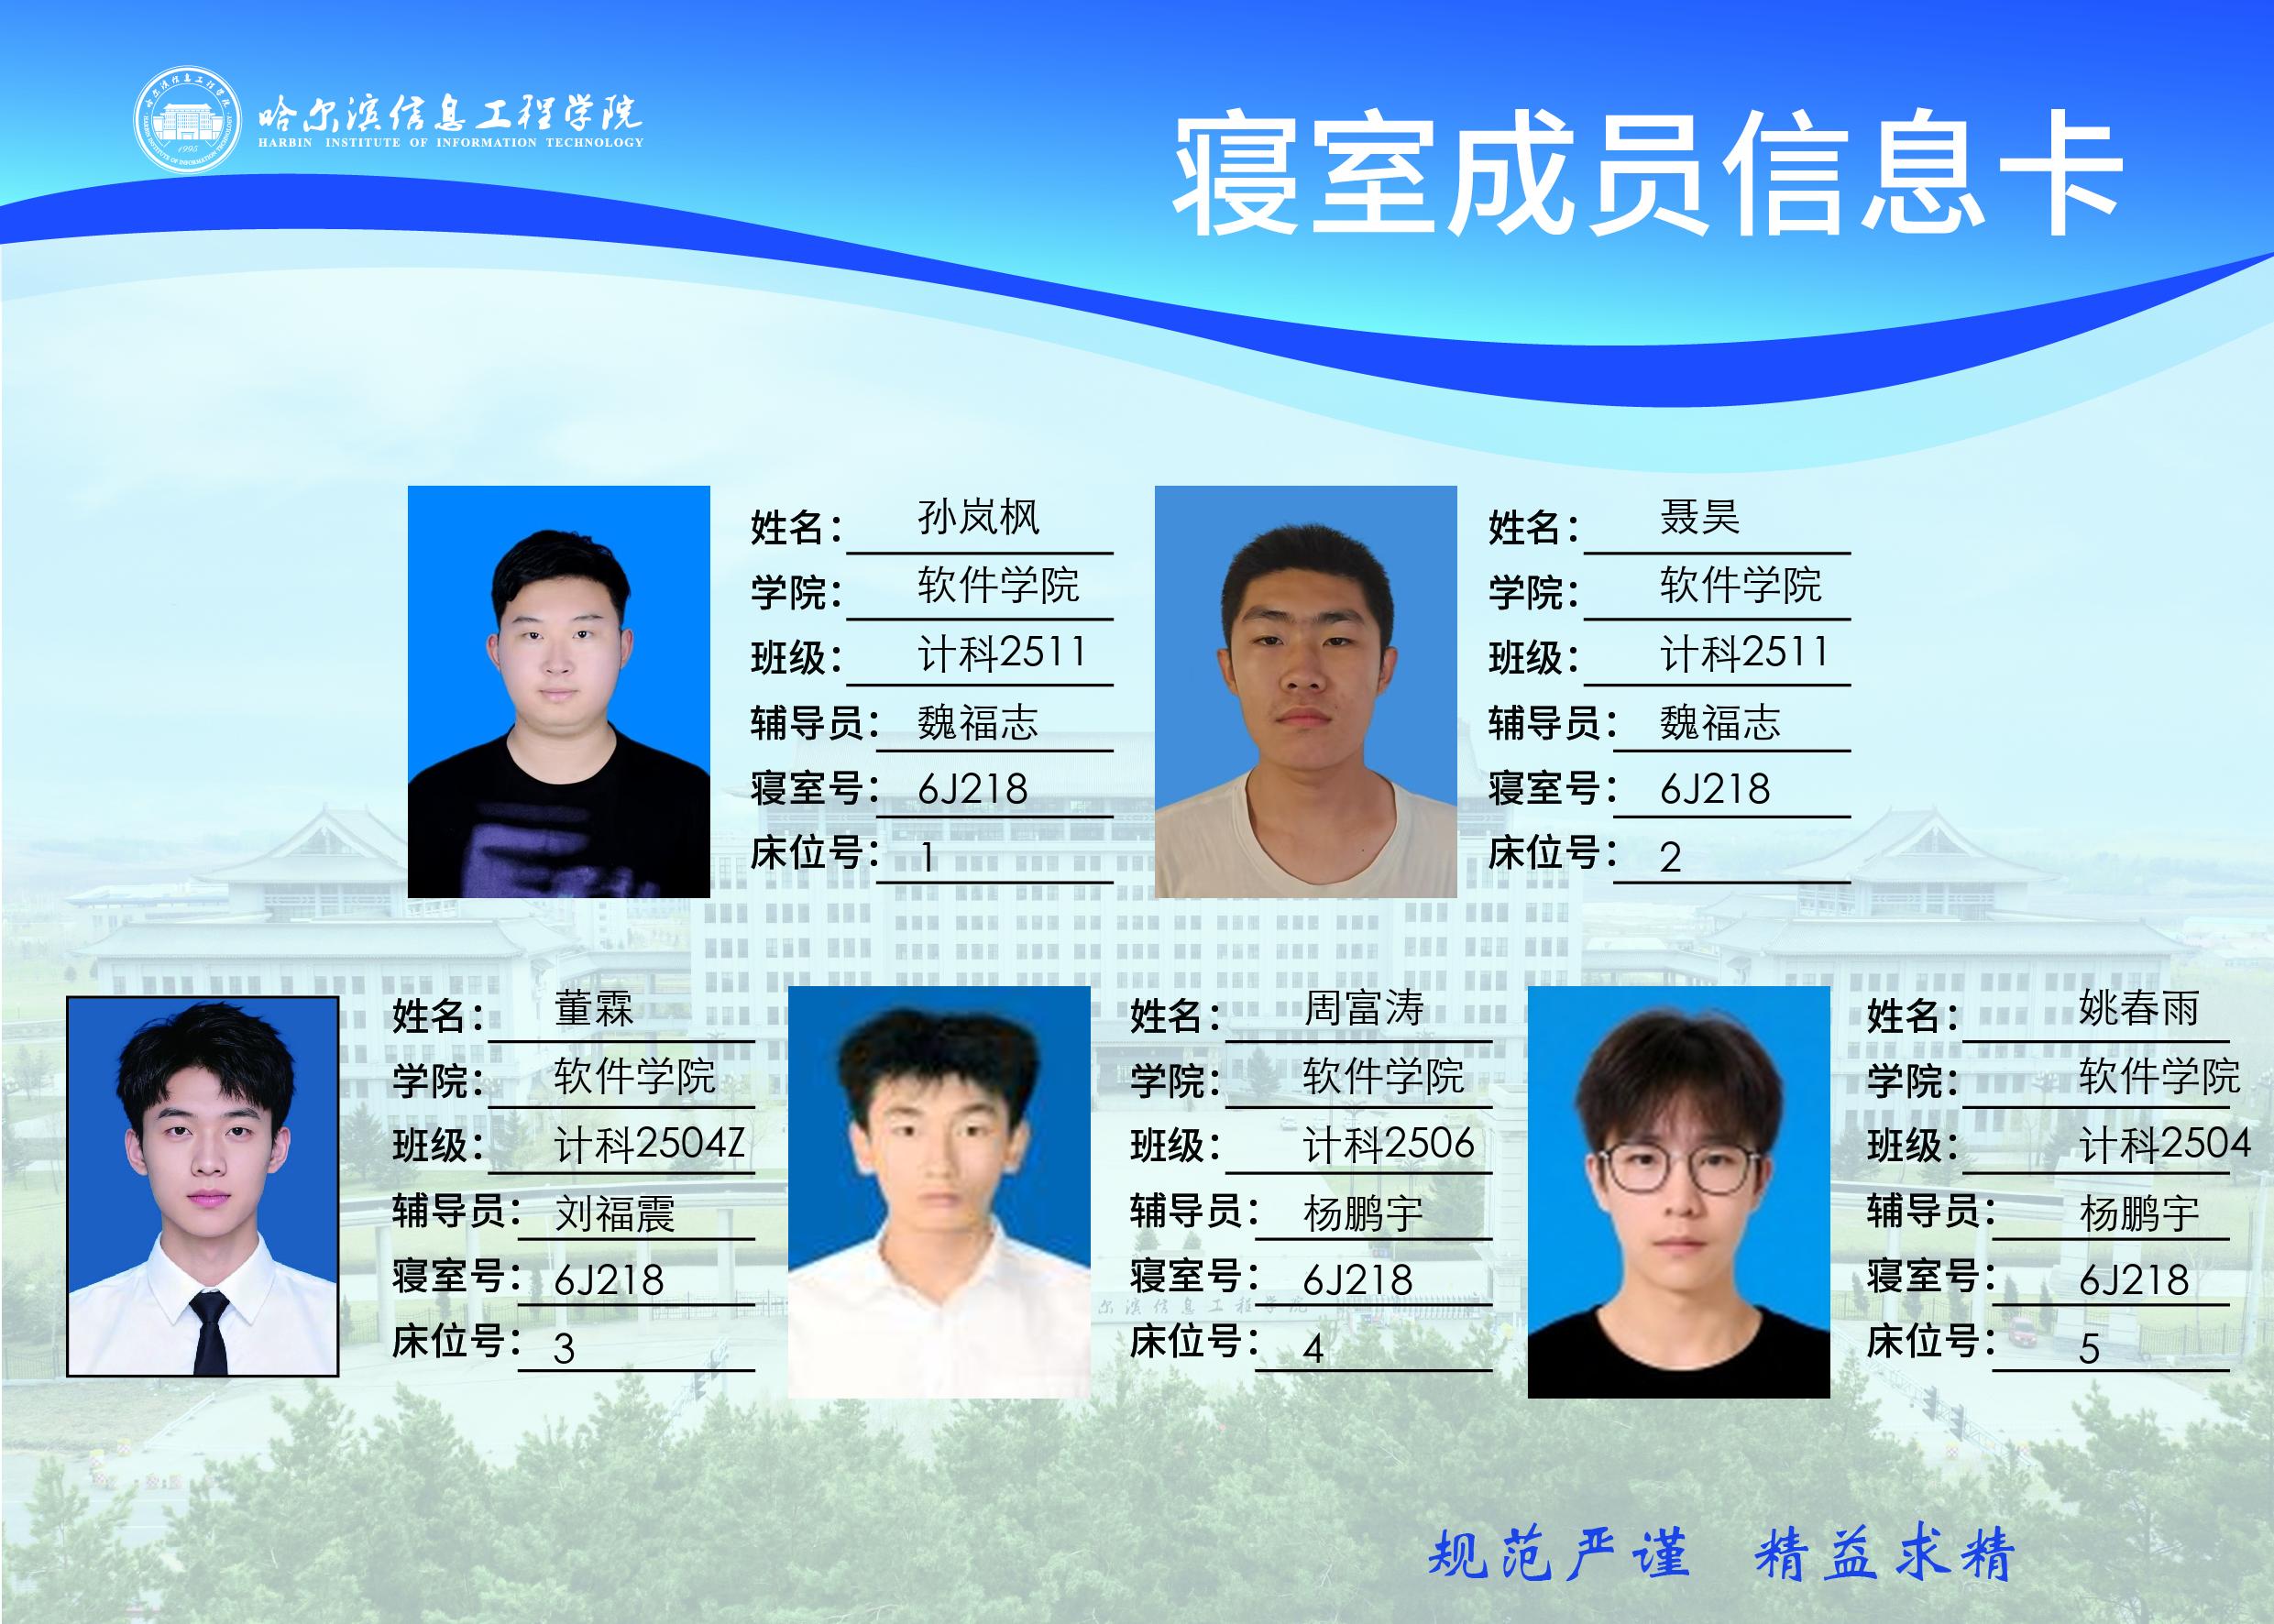 哈尔滨信息工程学院
HARBIN INSTITUTE OF INFORMATION TECHNOLOGY
1995
寝室成员信息卡
姓名： 孙岚枫
学院： 软件学院
班级： 计科2511
辅导员： 魏福志
寝室号： 6J218
床位号： 1
姓名： 聂昊
学院： 软件学院
班级： 计科2511
辅导员： 魏福志
寝室号： 6J218
床位号： 2
姓名： 董霖
学院： 软件学院
班级： 计科2504Z
辅导员： 刘福震
寝室号： 6J218
床位号： 3
姓名： 周富涛
学院： 软件学院
班级： 计科2506
辅导员： 杨鹏宇
寝室号： 6J218
床位号： 4
姓名： 姚春雨
学院： 软件学院
班级： 计科2504
辅导员： 杨鹏宇
寝室号： 6J218
床位号： 5
尔滨信息工程学院
规范严谨 精益求精